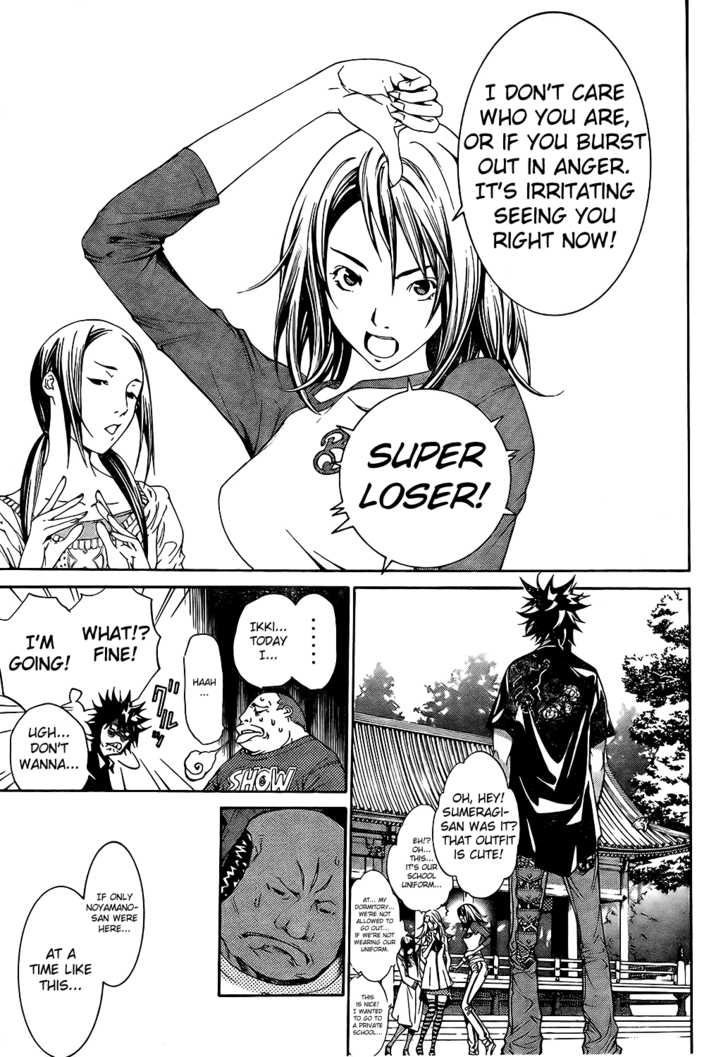 I DON'T CARE
WHO YOU ARE,
OR IF YOU BURST
OUT IN ANGER.
IT'S IRRITATING
SEEING YOU
RIGHT NOW!
SUPER
LOSER!
OH, HEY!
SUMERAGI-
SAN WAS IT?
THAT OUTFIT
IS CUTE!
EH!?
OH...
THIS...
IT'S OUR
SCHOOL
UNIFORM...
AT... MY
DORMITORY...
WE'RE NOT
ALLOWED
TO GO
OUT...
IF WE'RE NOT
WEARING OUR
UNIFORM.
THIS
IS
NICE! I
WANTED TO
GO TO
A PRIVATE
SCHOOL...
....
IKKI...
TODAY
I...
HAAH
...
SHOW
グルッ
WHAT!?
FINE!
I'M
GOING!
UGH...
DON'T
WANNA...
IF ONLY
NOYAMANO-
SAN WERE
HERE...
AT A
TIME LIKE
THIS...